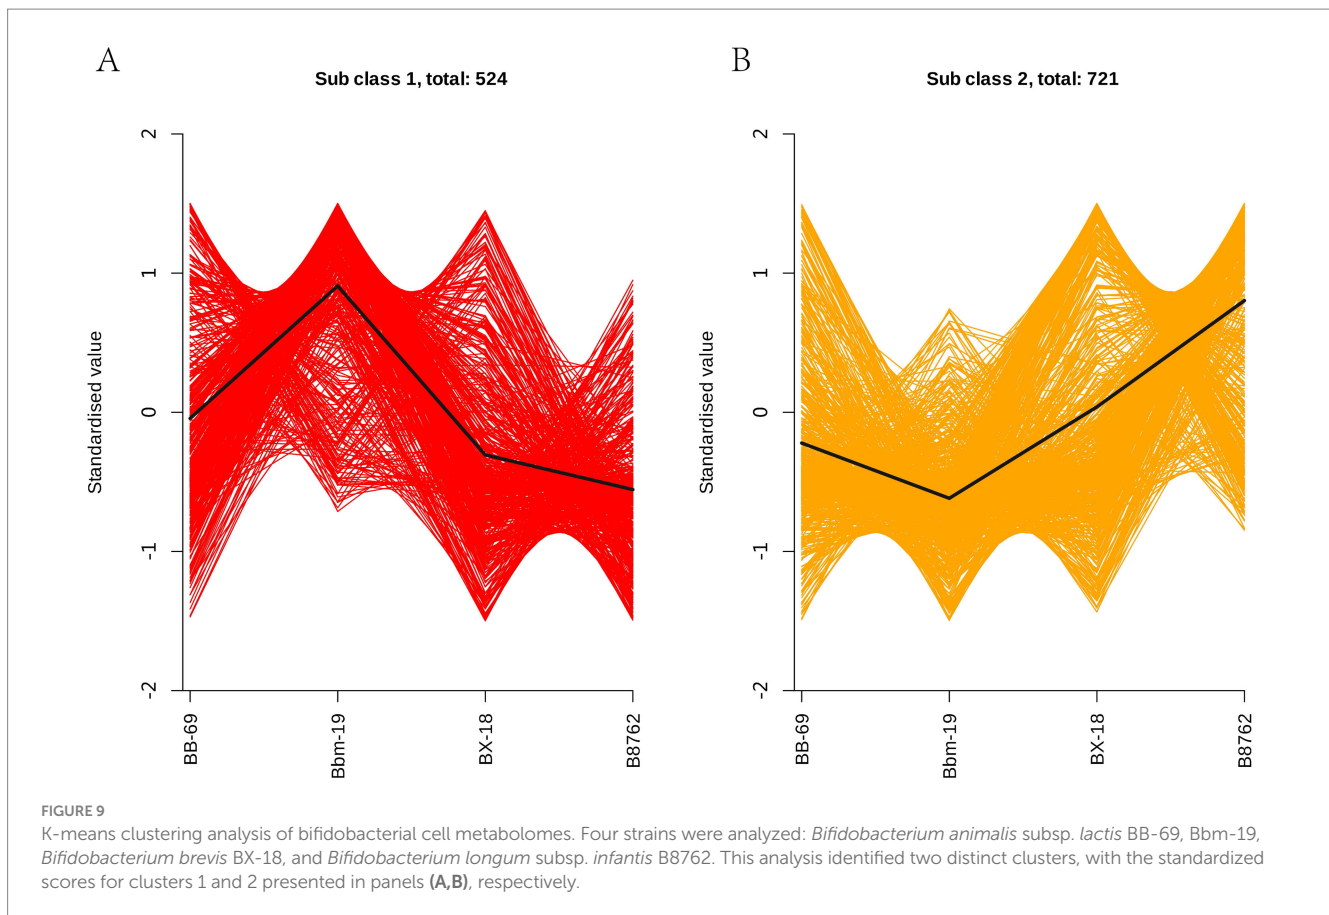 A
Sub class 1, total: 524
2
1
0
-1
-2
Standardised value
BB-69
Bbm-19
BX-18
B8762
B
Sub class 2, total: 721
2
1
0
-1
-2
Standardised value
BB-69
Bbm-19
BX-18
B8762
FIGURE 9
K-means clustering analysis of bifidobacterial cell metabolomes. Four strains were analyzed: Bifidobacterium animalis subsp. lactis BB-69, Bbm-19,
Bifidobacterium brevis BX-18, and Bifidobacterium longum subsp. infantis B8762. This analysis identified two distinct clusters, with the standardized
scores for clusters 1 and 2 presented in panels (A,B), respectively.